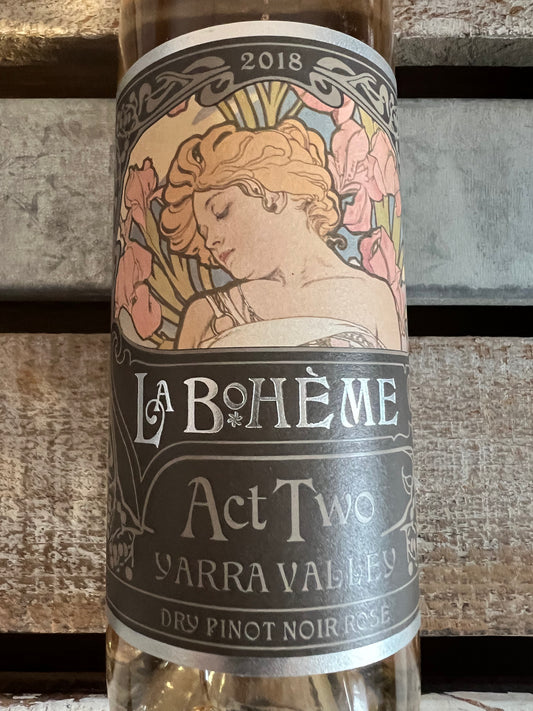 2018
LA BOHÈME
Act Two
YARRA VALLEY
DRY PINOT NOIR ROSÉ